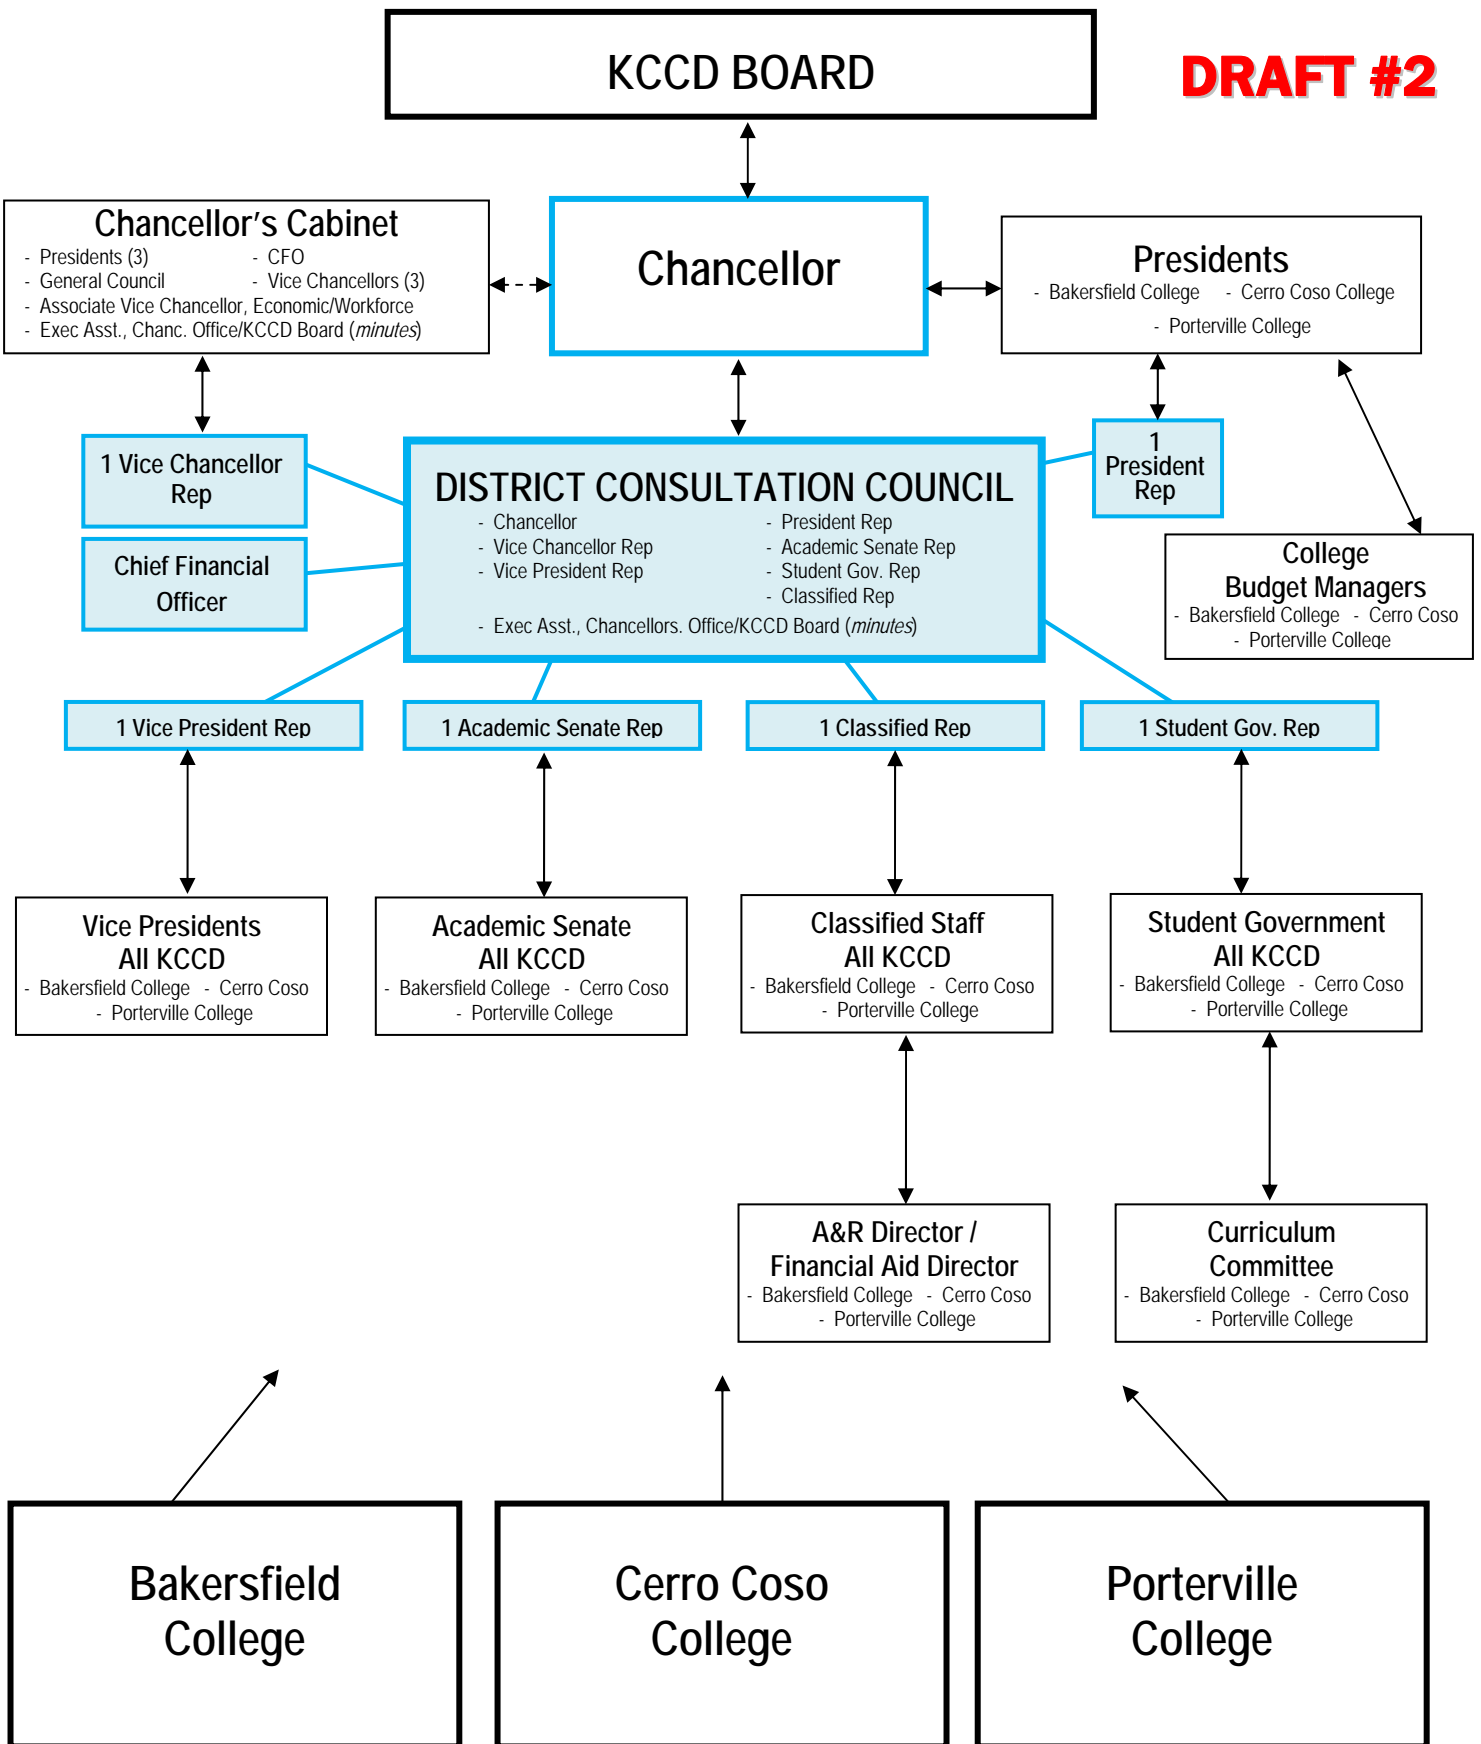 KCCD BOARD
DRAFT #2
Chancellor's Cabinet
- Presidents (3) - CFO
- General Council - Vice Chancellors (3)
- Associate Vice Chancellor, Economic/Workforce
- Exec Asst., Chanc. Office/KCCD Board (minutes)
Chancellor
Presidents
- Bakersfield College - Cerro Coso College
- Porterville College
1 Vice Chancellor
Rep
Chief Financial
Officer
DISTRICT CONSULTATION COUNCIL
- Chancellor - President Rep
- Vice Chancellor Rep - Academic Senate Rep
- Vice President Rep - Student Gov. Rep
- Classified Rep
- Exec Asst., Chancellors. Office/KCCD Board (minutes)
1
President
Rep
College
Budget Managers
- Bakersfield College - Cerro Coso
- Porterville College
1 Vice President Rep
1 Academic Senate Rep
1 Classified Rep
1 Student Gov. Rep
Vice Presidents
All KCCD
- Bakersfield College - Cerro Coso
- Porterville College
Academic Senate
All KCCD
- Bakersfield College - Cerro Coso
- Porterville College
Classified Staff
All KCCD
- Bakersfield College - Cerro Coso
- Porterville College
Student Government
All KCCD
- Bakersfield College - Cerro Coso
- Porterville College
A&R Director /
Financial Aid Director
- Bakersfield College - Cerro Coso
- Porterville College
Curriculum
Committee
- Bakersfield College - Cerro Coso
- Porterville College
Bakersfield
College
Cerro Coso
College
Porterville
College